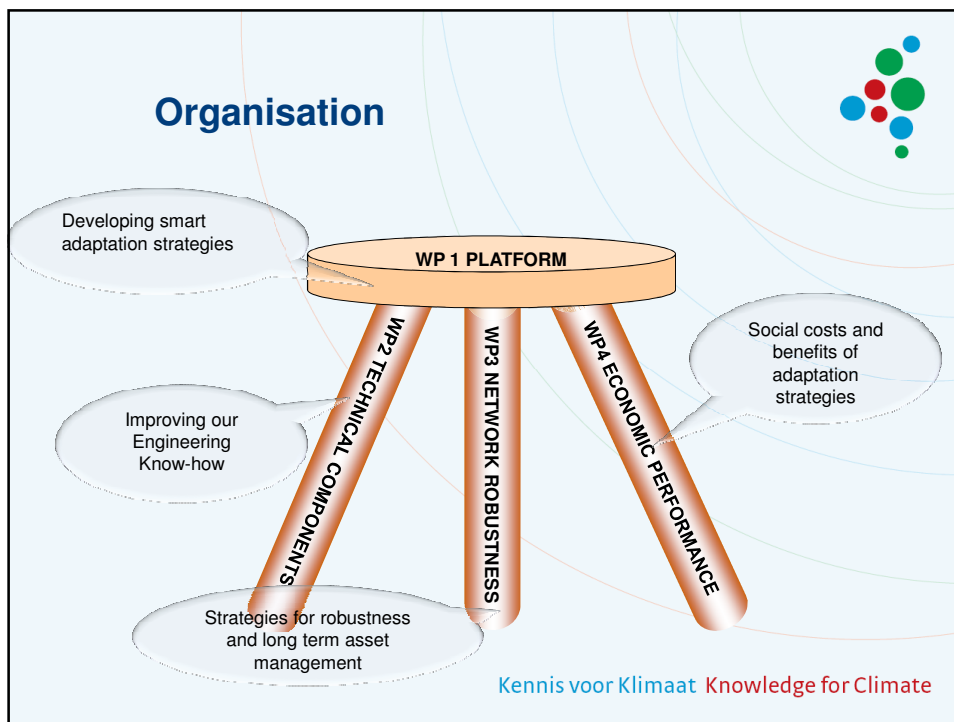 Organisation
Developing smart
adaptation strategies
WP 1 PLATFORM
WP2 TECHNICAL COMPONENTS
WP3 NETWORK ROBUSTNESS
WP4 ECONOMIC PERFORMANCE
Social costs and
benefits of
adaptation
strategies
Improving our
Engineering
Know-how
Strategies for robustness
and long term asset
management
Kennis voor Klimaat Knowledge for Climate